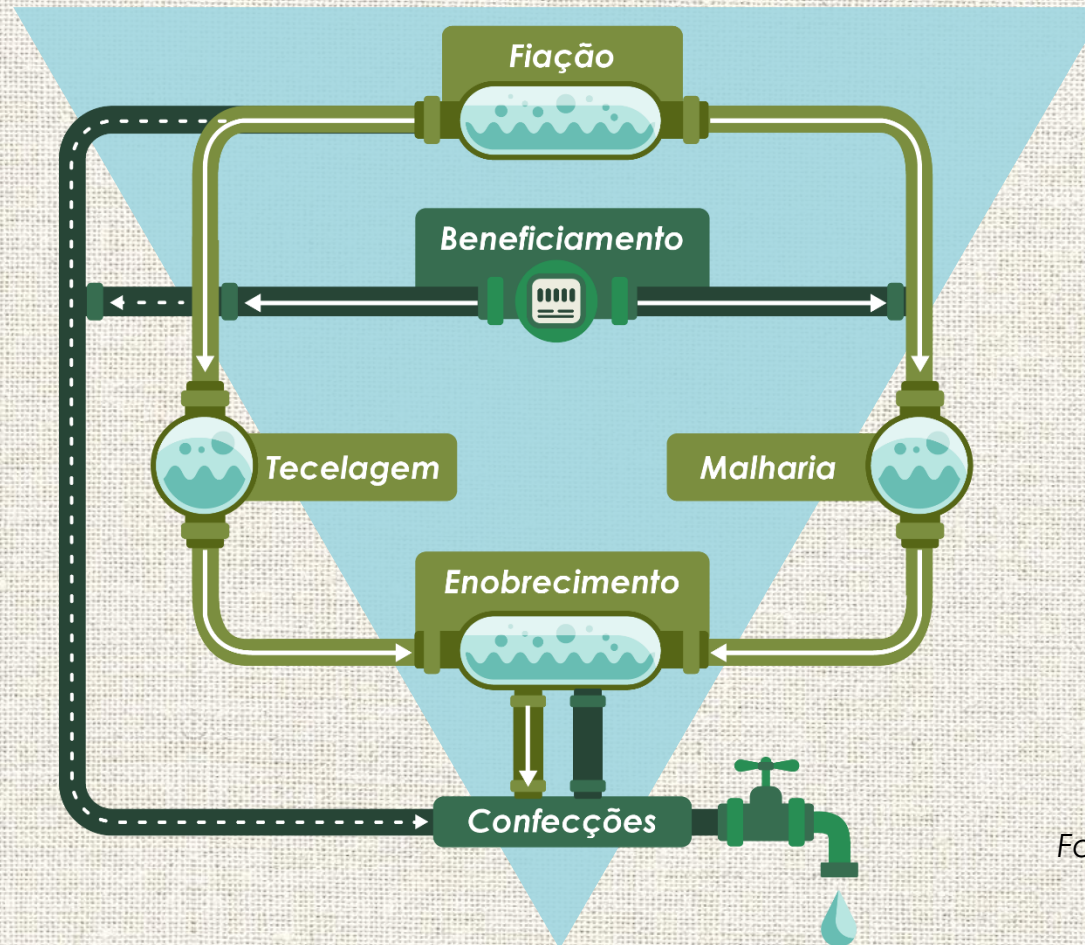 Fiação
Beneficiamento
Tecelagem
Malharia
Enobrecimento
Confecções